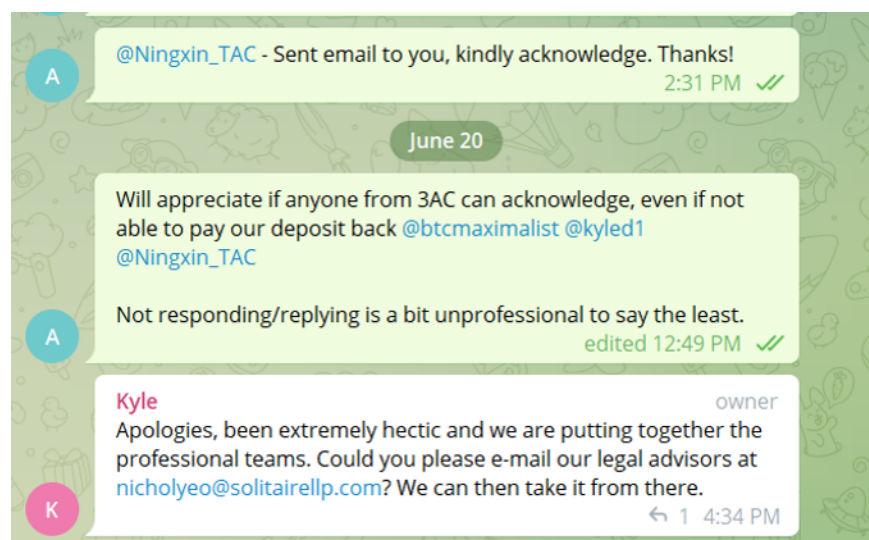 @Ningxin_TAC - Sent email to you, kindly acknowledge. Thanks!
2:31 PM
A
June 20
Will appreciate if anyone from 3AC can acknowledge, even if not
able to pay our deposit back @btcmaximalist @kyled1
@Ningxin_TAC
Not responding/replying is a bit unprofessional to say the least.
edited 12:49 PM
A
Kyle owner
Apologies, been extremely hectic and we are putting together the
professional teams. Could you please e-mail our legal advisors at
nicholyeo@solitairellp.com? We can then take it from there.
1 4:34 PM
K